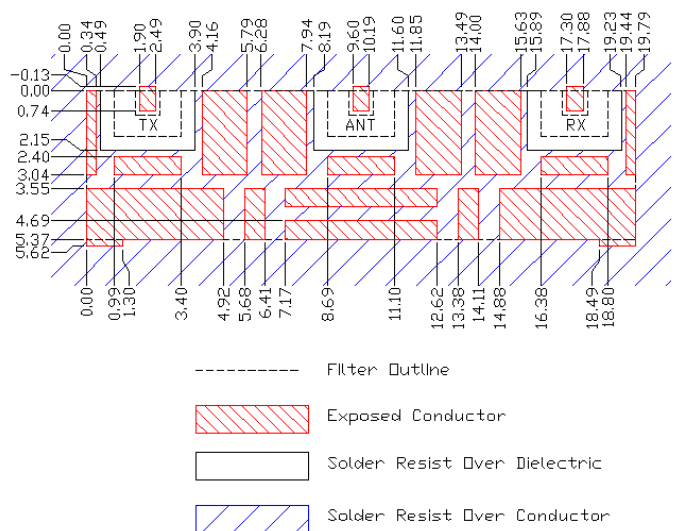 0.00 0.34 0.49 1.90 2.49 3.90 4.16 5.79 6.28 7.94 8.19 9.60 10.19 11.60 11.85 13.49 14.00 15.63 15.89 17.30 17.88 19.23 19.44 19.79
-0.13
0.00
0.74
TX ANT RX
2.15
2.40
3.04
3.55
4.69
5.37
5.62
0.00 0.99 1.30 3.40 4.92 5.68 6.41 7.17 8.69 11.10 12.62 13.38 14.11 14.88 16.38 18.49 18.80
Filter Outline
Exposed Conductor
Solder Resist Over Dielectric
Solder Resist Over Conductor